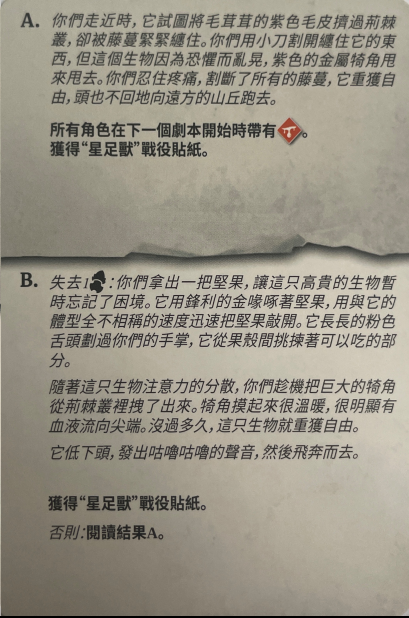 A. 你們走近時，它試圖將毛茸茸的紫色毛皮擠過荊棘
叢，卻被藤蔓緊緊纏住。你們用小刀割開纏住它的東
西，但這個生物因為恐懼而亂晃，紫色的金屬犄角甩
來甩去。你們忍住疼痛，割斷了所有的藤蔓，它重獲自
由，頭也不回地向遠方的山丘跑去。
所有角色在下一個劇本開始時帶有。
獲得“星足獸”戰役貼紙。
B. 失去1：你們拿出一把堅果，讓這只高貴的生物暫
時忘記了困境。它用鋒利的金喙啄著堅果，用與它的
體型全不相稱的速度迅速把堅果敲開。它長長的粉色
舌頭劃過你們的手掌，它從果殼間挑揀著可以吃的部
分。
隨著這只生物注意力的分散，你們趁機把巨大的犄角
從荊棘叢裡拽了出來。犄角摸起來很溫暖，很明顯有
血液流向尖端。沒過多久，這只生物就重獲自由。
它低下頭，發出咕嚕咕嚕的聲音，然後飛奔而去。
獲得“星足獸”戰役貼紙。
否則：閱讀結果A。